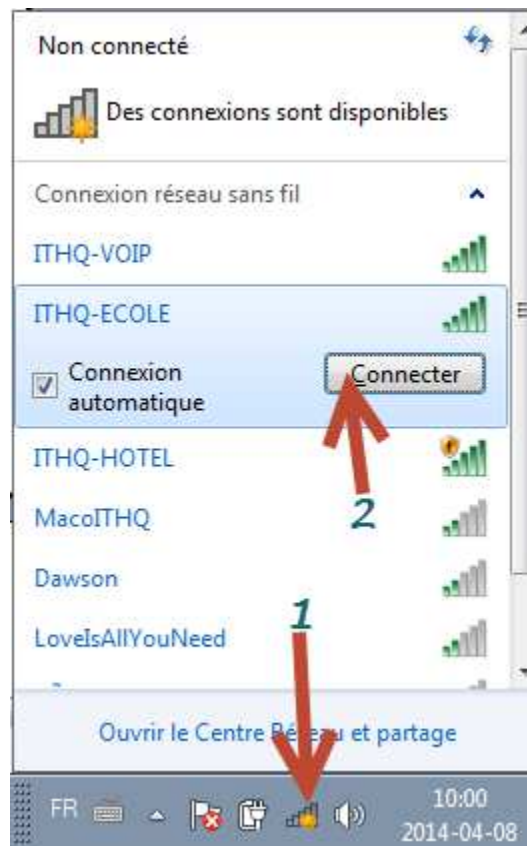 Non connecté
Des connexions sont disponibles
Connexion réseau sans fil
ITHQ-VOIP
ITHQ-ECOLE
Connexion
automatique
Connecter
ITHQ-HOTEL
2
MacoITHQ
Dawson
1
LoveIsAllYouNeed
Ouvrir le Centre Réseau et partage
FR
10:00
2014-04-08